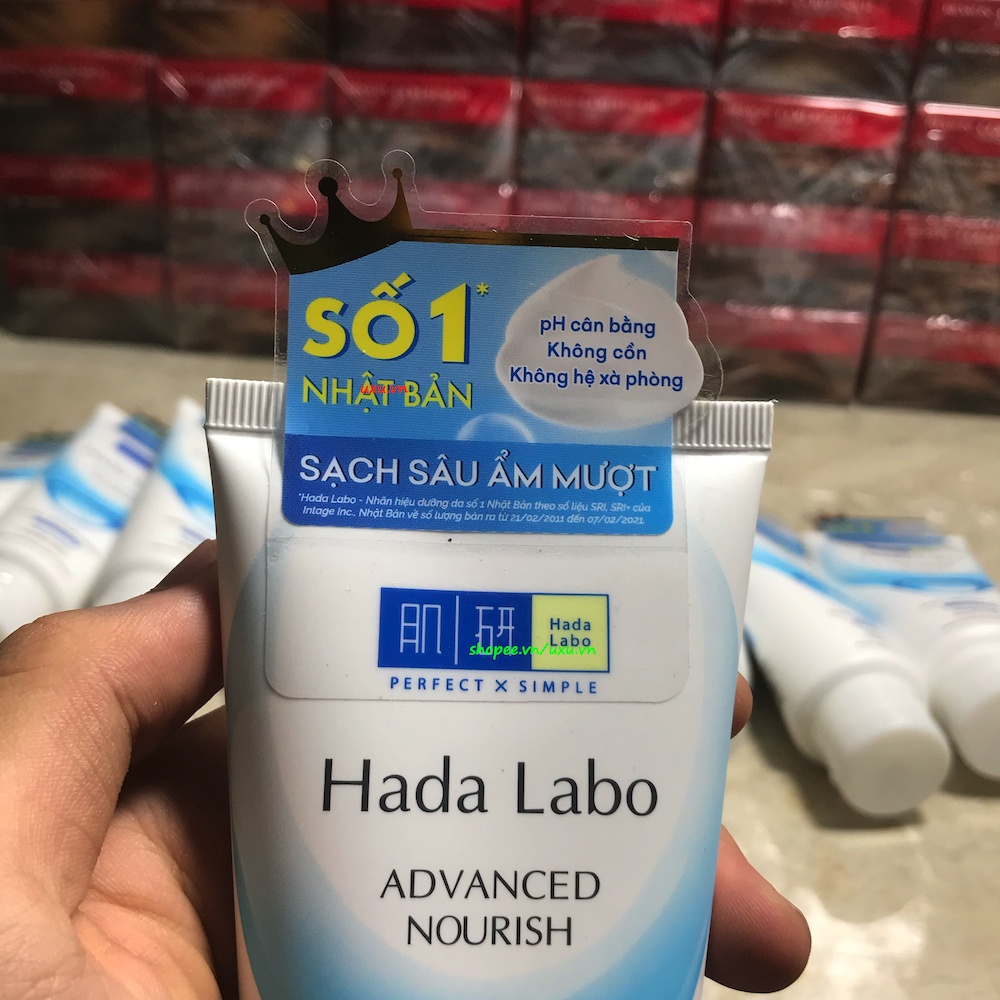 SỐ 1*
NHẬT BẢN
uxu.vn
pH cân bằng
Không cồn
Không hệ xà phòng
SẠCH SÂU ẨM MƯỢT
*Hada Labo - Nhãn hiệu dưỡng da số 1 Nhật Bản theo số liệu SRI, SRI+ của
Intage Inc., Nhật Bản về số lượng bán ra từ 21/02/2011 đến 07/02/2021.
肌 研
Hada
Labo
shopee.vn/uxu.vn
PERFECT X SIMPLE
Hada Labo
ADVANCED
NOURISH